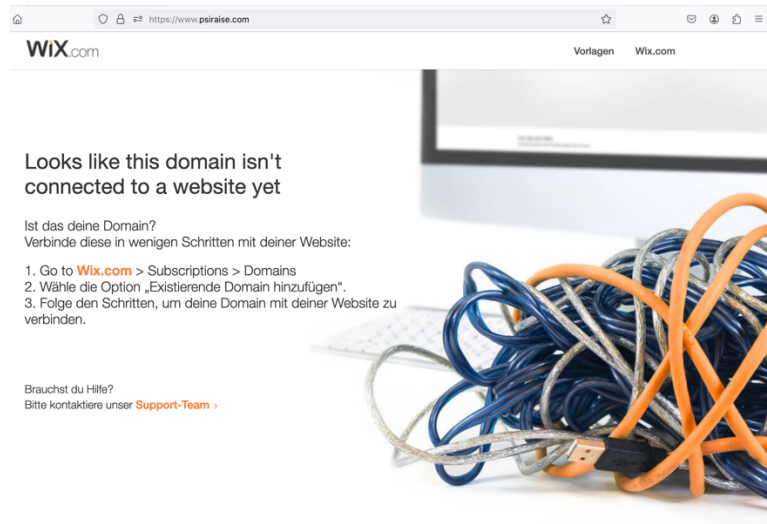 https://www.psiraise.com
WiX.com
Vorlagen Wix.com
Looks like this domain isn't
connected to a website yet
Ist das deine Domain?
Verbinde diese in wenigen Schritten mit deiner Website:
1. Go to Wix.com > Subscriptions > Domains
2. Wähle die Option „Existierende Domain hinzufügen“.
3. Folge den Schritten, um deine Domain mit deiner Website zu
verbinden.
Brauchst du Hilfe?
Bitte kontaktiere unser Support-Team ›